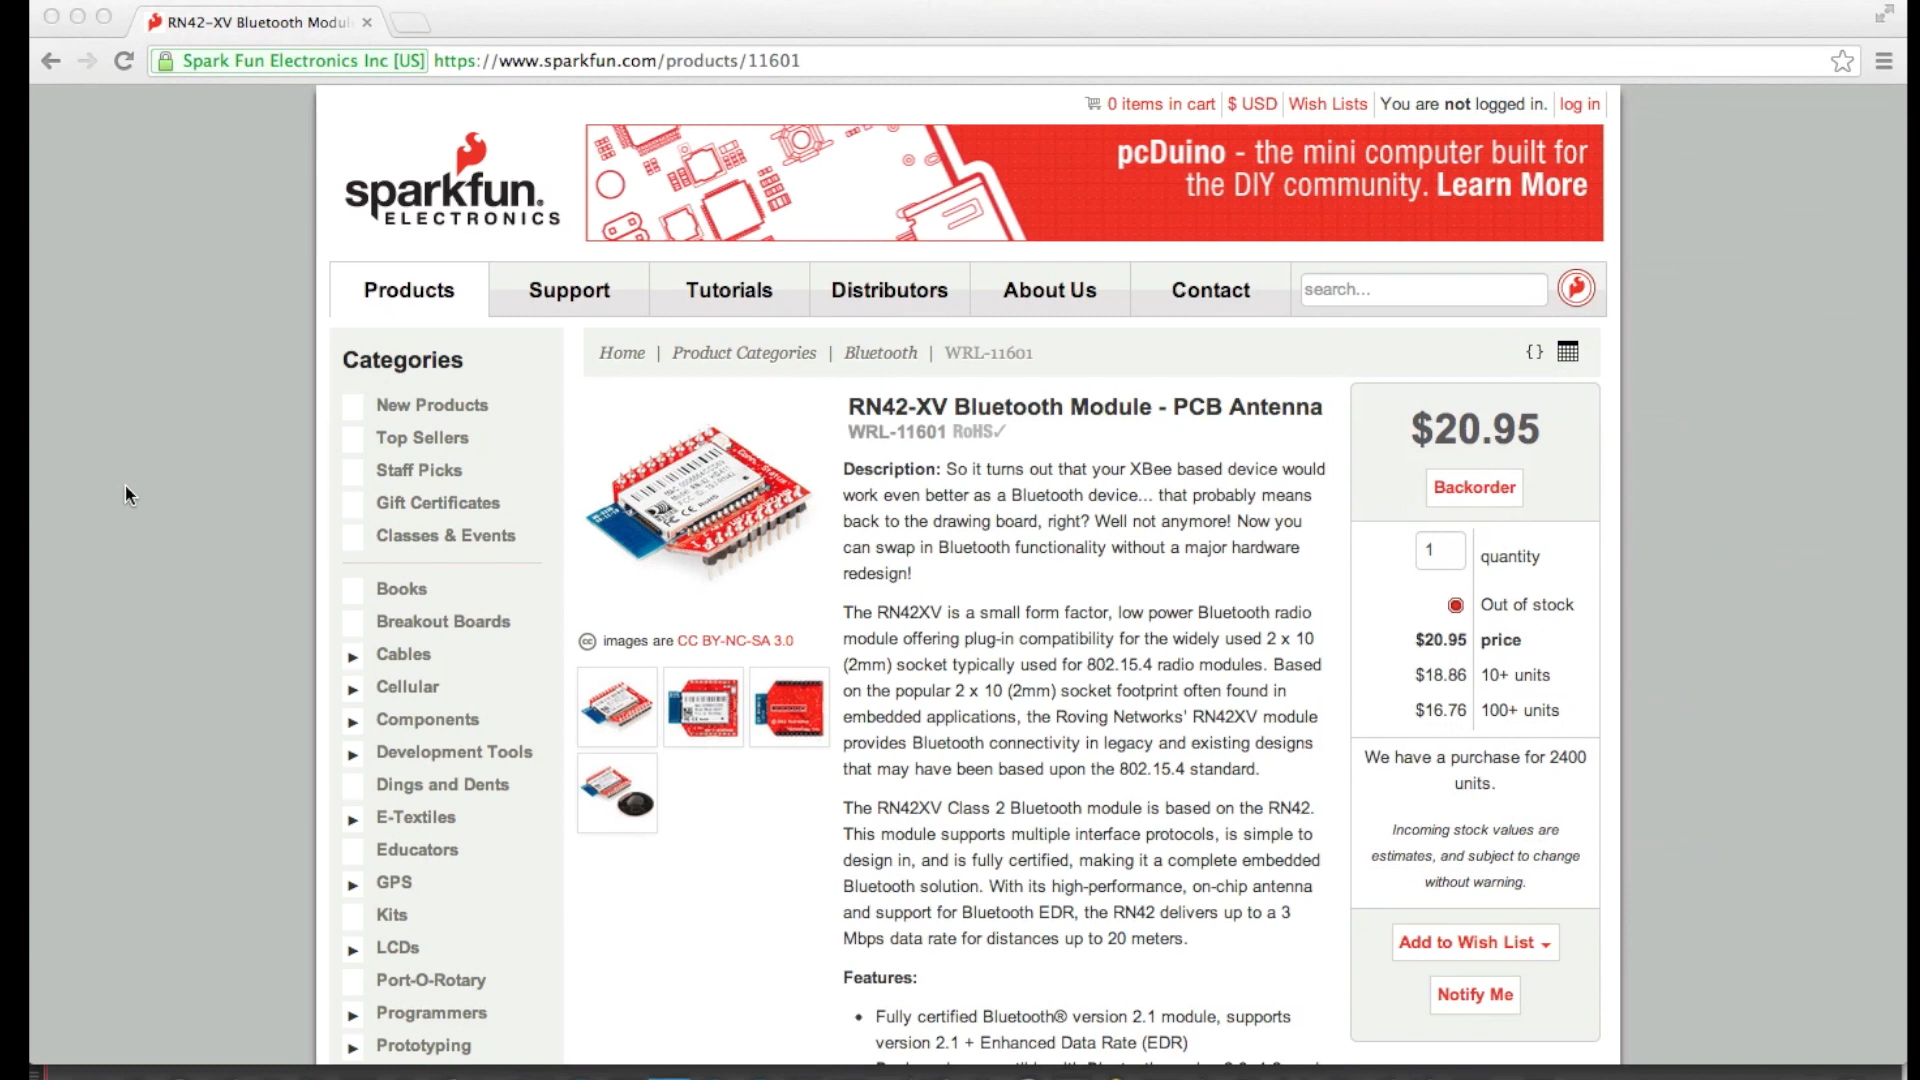 RN42-XV Bluetooth Modul
Spark Fun Electronics Inc [US] https://www.sparkfun.com/products/11601
0 items in cart $ USD Wish Lists You are not logged in. log in
sparkfun.
ELECTRONICS
pcDuino - the mini computer built for
the DIY community. Learn More
Products Support Tutorials Distributors About Us Contact search...
Categories
New Products
Top Sellers
Staff Picks
Gift Certificates
Classes & Events
Books
Breakout Boards
Cables
Cellular
Components
Development Tools
Dings and Dents
E-Textiles
Educators
GPS
Kits
LCDs
Port-O-Rotary
Programmers
Prototyping
Home | Product Categories | Bluetooth | WRL-11601
{}
images are CC BY-NC-SA 3.0
RN42-XV Bluetooth Module - PCB Antenna
WRL-11601 RoHS✓
Description: So it turns out that your XBee based device would
work even better as a Bluetooth device... that probably means
back to the drawing board, right? Well not anymore! Now you
can swap in Bluetooth functionality without a major hardware
redesign!
The RN42XV is a small form factor, low power Bluetooth radio
module offering plug-in compatibility for the widely used 2 x 10
(2mm) socket typically used for 802.15.4 radio modules. Based
on the popular 2 x 10 (2mm) socket footprint often found in
embedded applications, the Roving Networks' RN42XV module
provides Bluetooth connectivity in legacy and existing designs
that may have been based upon the 802.15.4 standard.
The RN42XV Class 2 Bluetooth module is based on the RN42.
This module supports multiple interface protocols, is simple to
design in, and is fully certified, making it a complete embedded
Bluetooth solution. With its high-performance, on-chip antenna
and support for Bluetooth EDR, the RN42 delivers up to a 3
Mbps data rate for distances up to 20 meters.
Features:
• Fully certified Bluetooth® version 2.1 module, supports
version 2.1 + Enhanced Data Rate (EDR)
$20.95
Backorder
1 quantity
Out of stock
$20.95 price
$18.86 10+ units
$16.76 100+ units
We have a purchase for 2400
units.
Incoming stock values are
estimates, and subject to change
without warning.
Add to Wish List
Notify Me